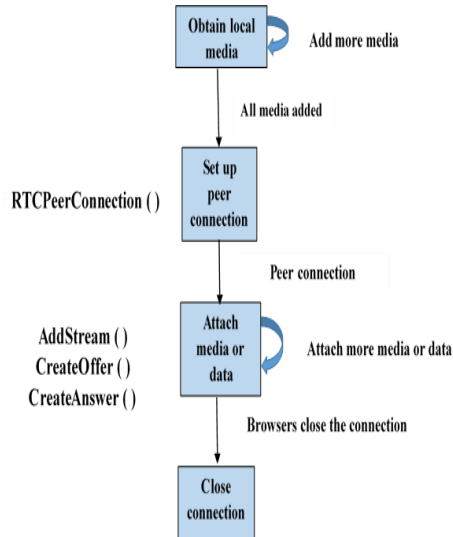 Obtain local
media
Add more media
All media added
Set up
peer
connection
RTCPeerConnection ( )
Peer connection
Attach
media or
data
AddStream ( )
CreateOffer ( )
CreateAnswer ( )
Attach more media or data
Browsers close the connection
Close
connection